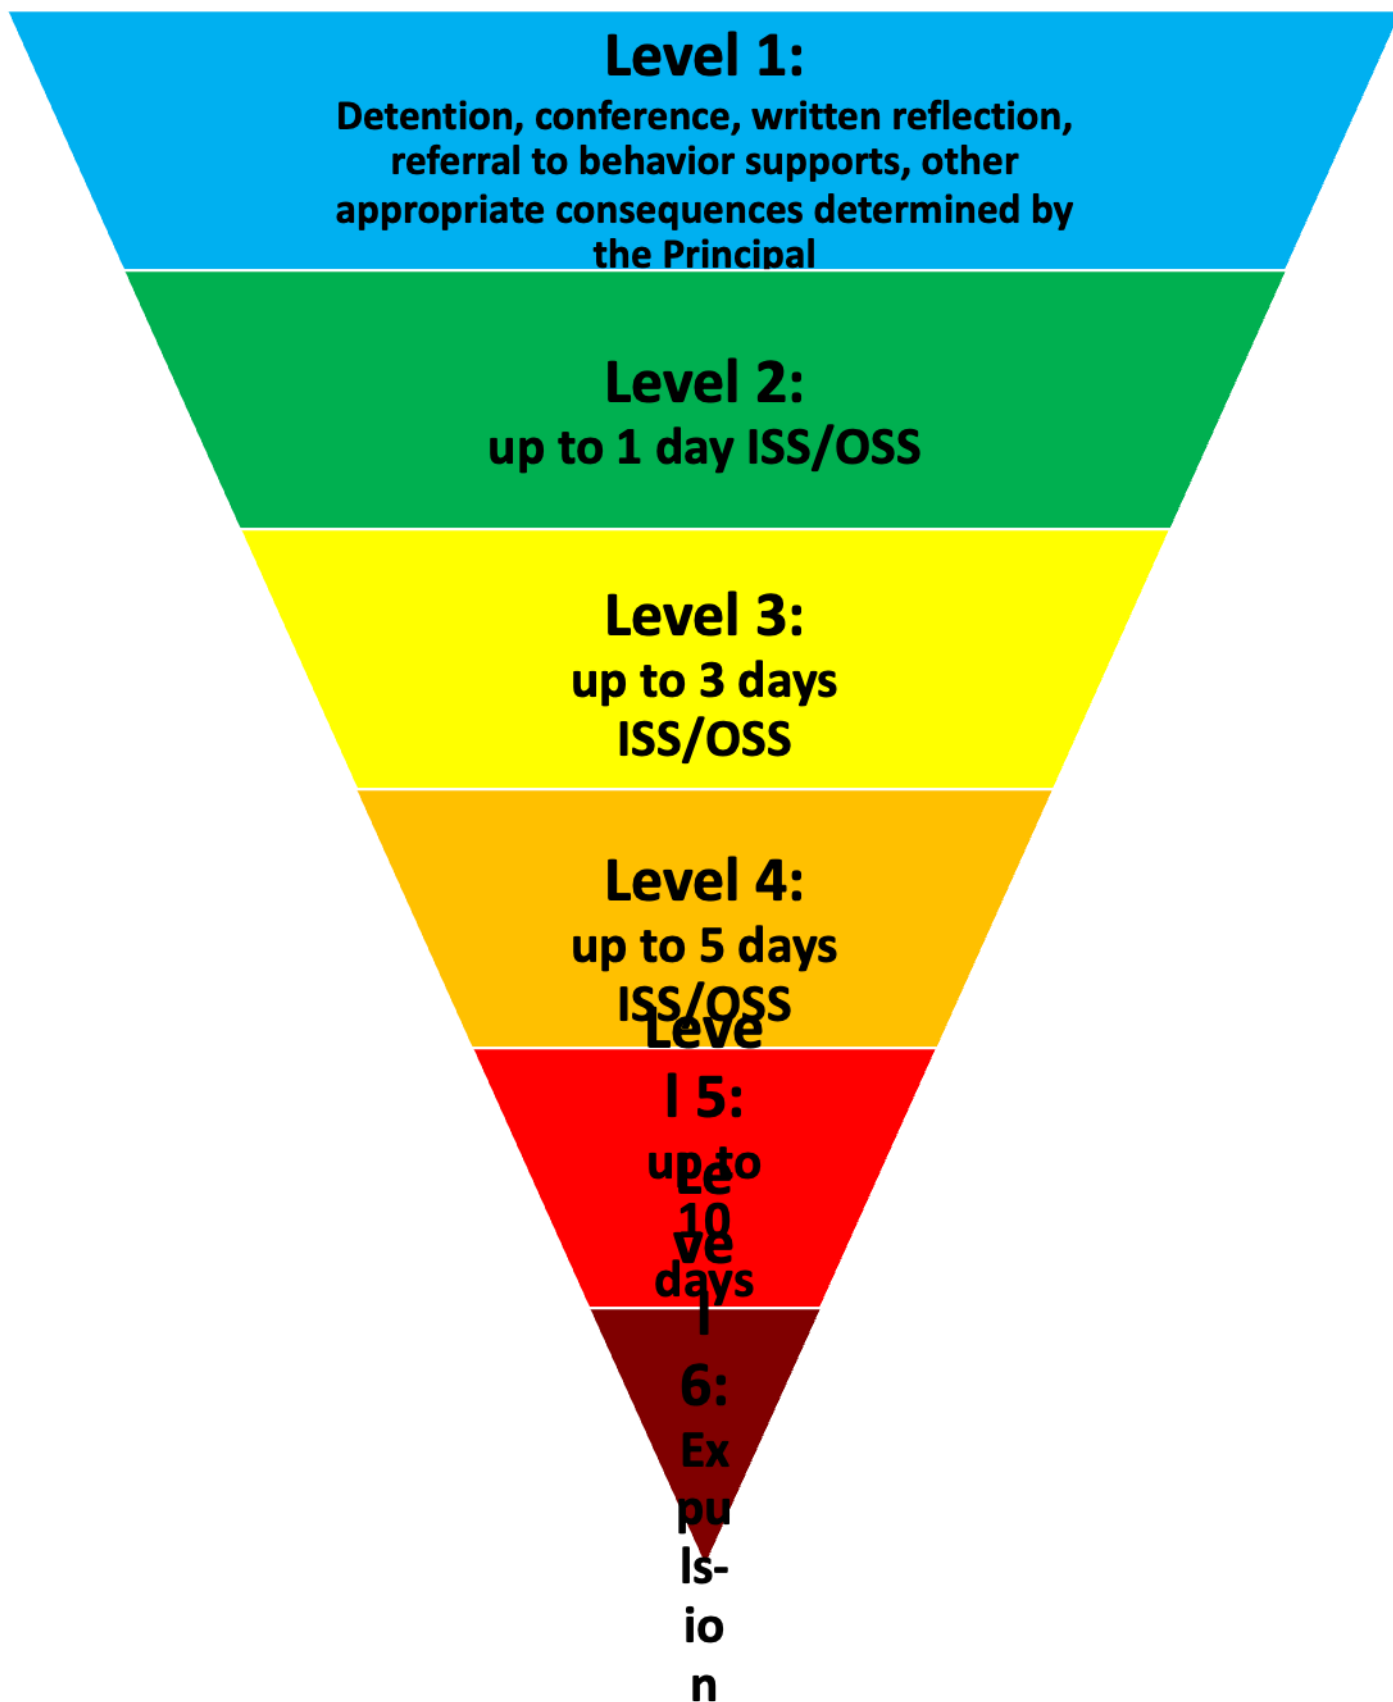 Level 1:
Detention, conference, written reflection,
referral to behavior supports, other
appropriate consequences determined by
the Principal
Level 2:
up to 1 day ISS/OSS
Level 3:
up to 3 days
ISS/OSS
Level 4:
up to 5 days
ISS/OSS
Leve
l 5:
up to
10
days
Le
ve
l
6:
Ex
pu
ls-
io
n